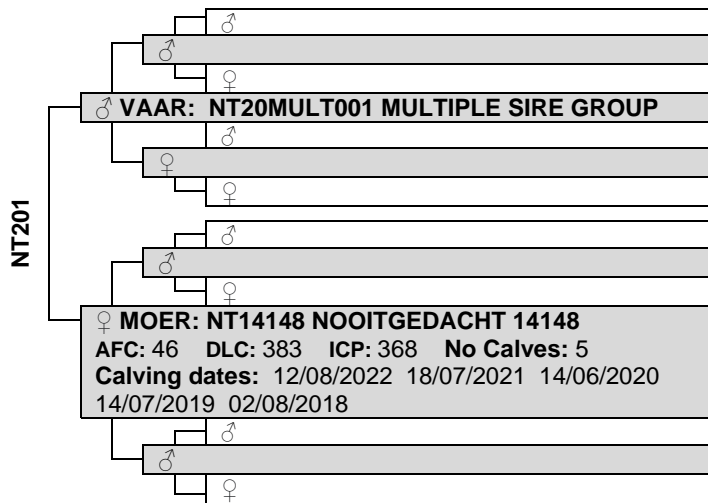 ♂
♂
♀
♂ VAAR: NT20MULT001 MULTIPLE SIRE GROUP
♂
♀
♀
NT201
♂
♂
♀
♀ MOER: NT14148 NOOITGEDACHT 14148
AFC: 46 DLC: 383 ICP: 368 No Calves: 5
Calving dates: 12/08/2022 18/07/2021 14/06/2020
14/07/2019 02/08/2018
♂
♂
♀